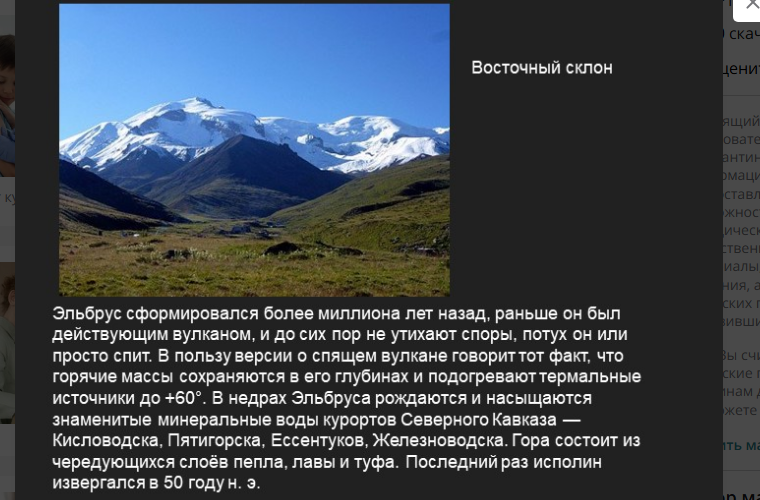 Восточный склон
Эльбрус сформировался более миллиона лет назад, раньше он был
действующим вулканом, и до сих пор не утихают споры, потух он или
просто спит. В пользу версии о спящем вулкане говорит тот факт, что
горячие массы сохраняются в его глубинах и подогревают термальные
источники до +60°. В недрах Эльбруса рождаются и насыщаются
знаменитые минеральные воды курортов Северного Кавказа —
Кисловодска, Пятигорска, Ессентуков, Железноводска. Гора состоит из
чередующихся слоёв пепла, лавы и туфа. Последний раз исполин
извергался в 50 году н. э.